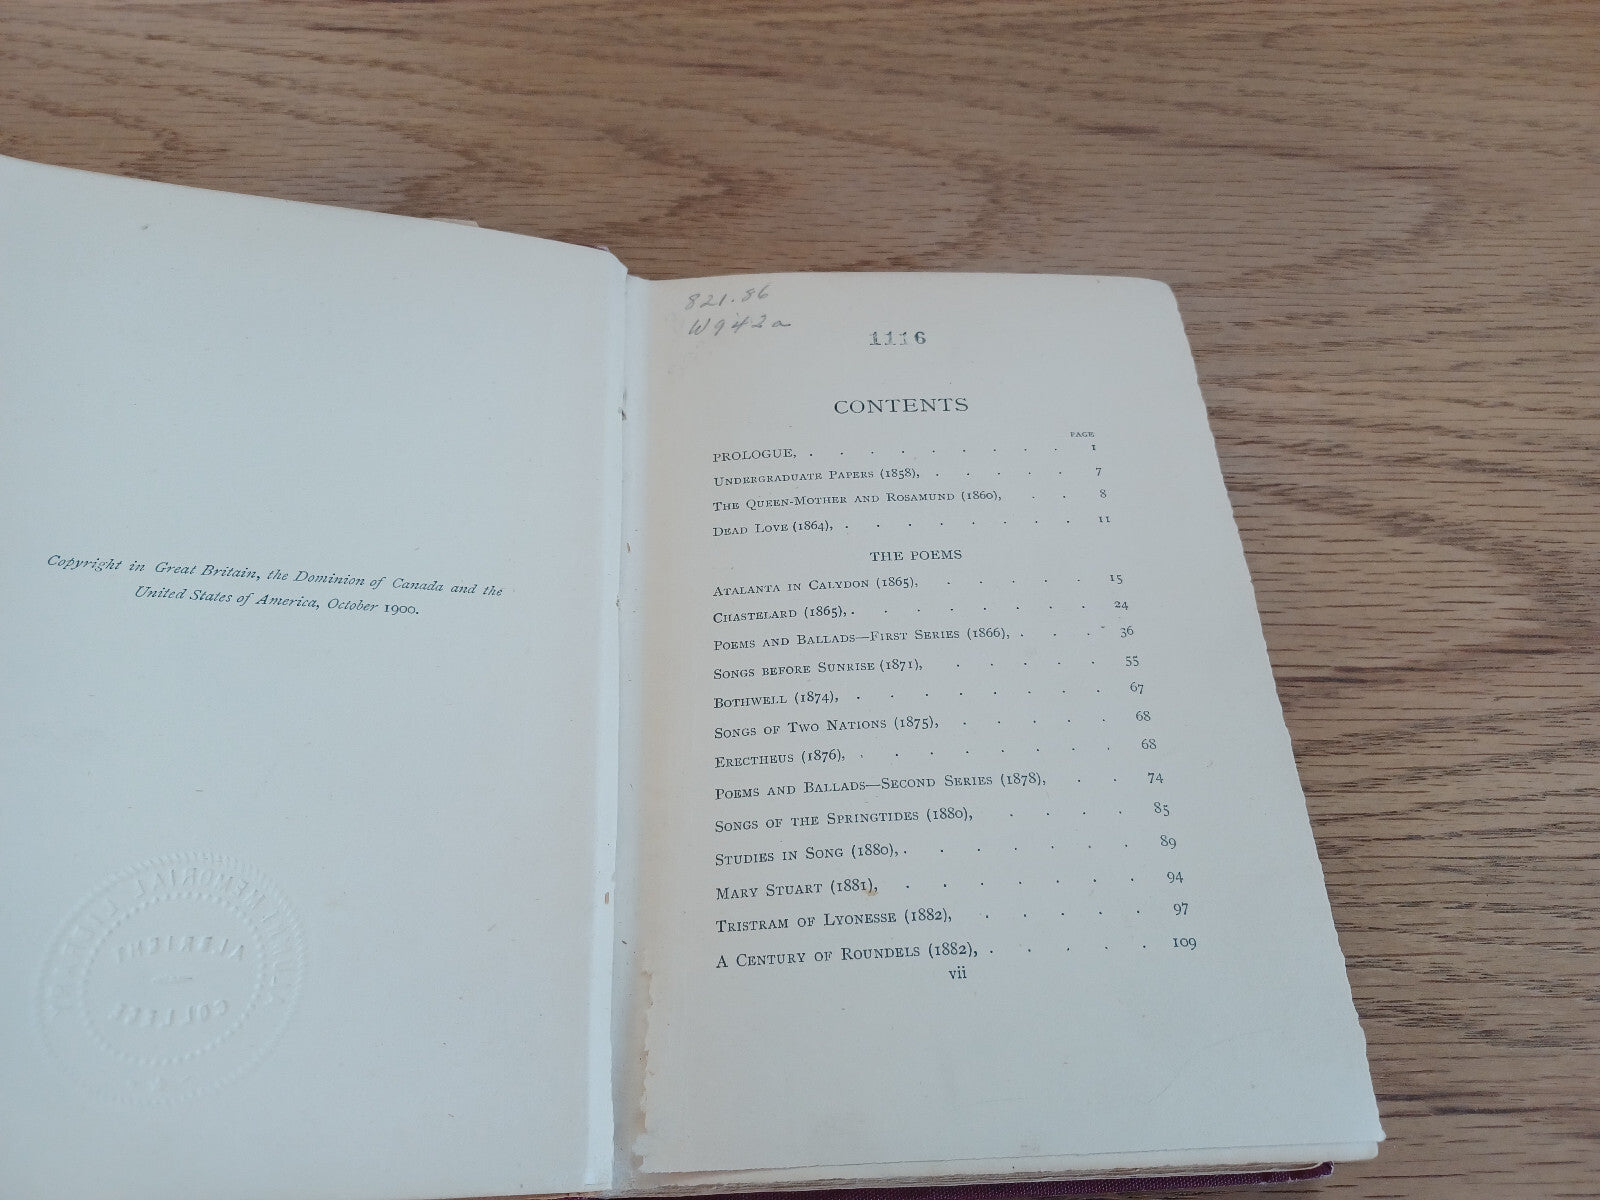 Copyright in Great Britain, the Dominion of Canada and the
United States of America, October 1900.
MEMORIAL LIBRARY
COLLEGE
821.86
W942a
1116
CONTENTS
PAGE
PROLOGUE, . . . . . . . . . 1
UNDERGRADUATE PAPERS (1858), . . . . . 7
THE QUEEN-MOTHER AND ROSAMUND (1860), . . 8
DEAD LOVE (1864), . . . . . . . . 11
THE POEMS
ATALANTA IN CALYDON (1865), . . . . . 15
CHASTELARD (1865), . . . . . . . . 24
POEMS AND BALLADS—FIRST SERIES (1866), . . . 36
SONGS BEFORE SUNRISE (1871), . . . . . 55
BOTHWELL (1874), . . . . . . . . 67
SONGS OF TWO NATIONS (1875), . . . . . 68
ERECTHEUS (1876), . . . . . . . . 68
POEMS AND BALLADS—SECOND SERIES (1878), . . 74
SONGS OF THE SPRINGTIDES (1880), . . . . 85
STUDIES IN SONG (1880), . . . . . . . 89
MARY STUART (1881), . . . . . . . 94
TRISTRAM OF LYONESSE (1882), . . . . . 97
A CENTURY OF ROUNDELS (1882), . . . . . 109
vii